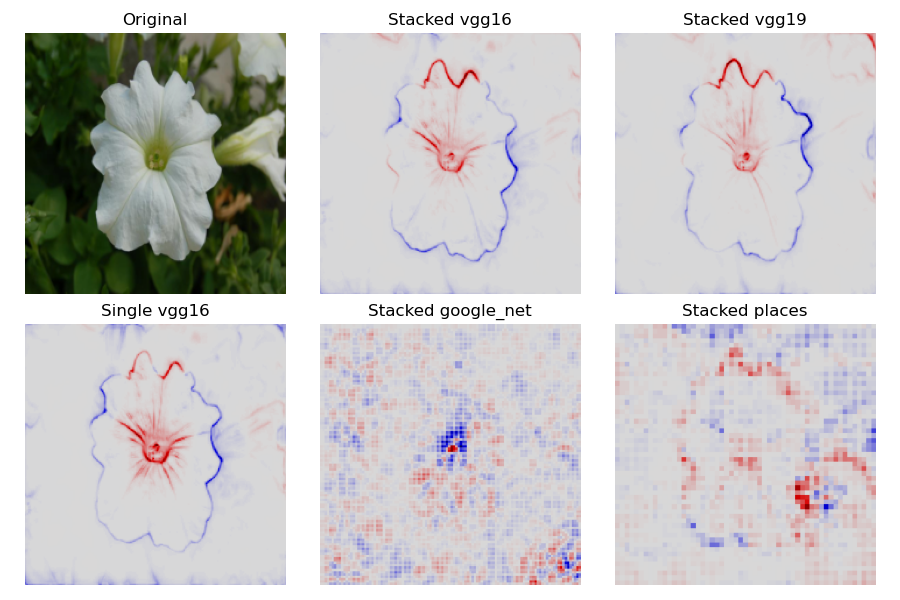 Original
Stacked vgg16
Stacked vgg19
Single vgg16
Stacked google_net
Stacked places